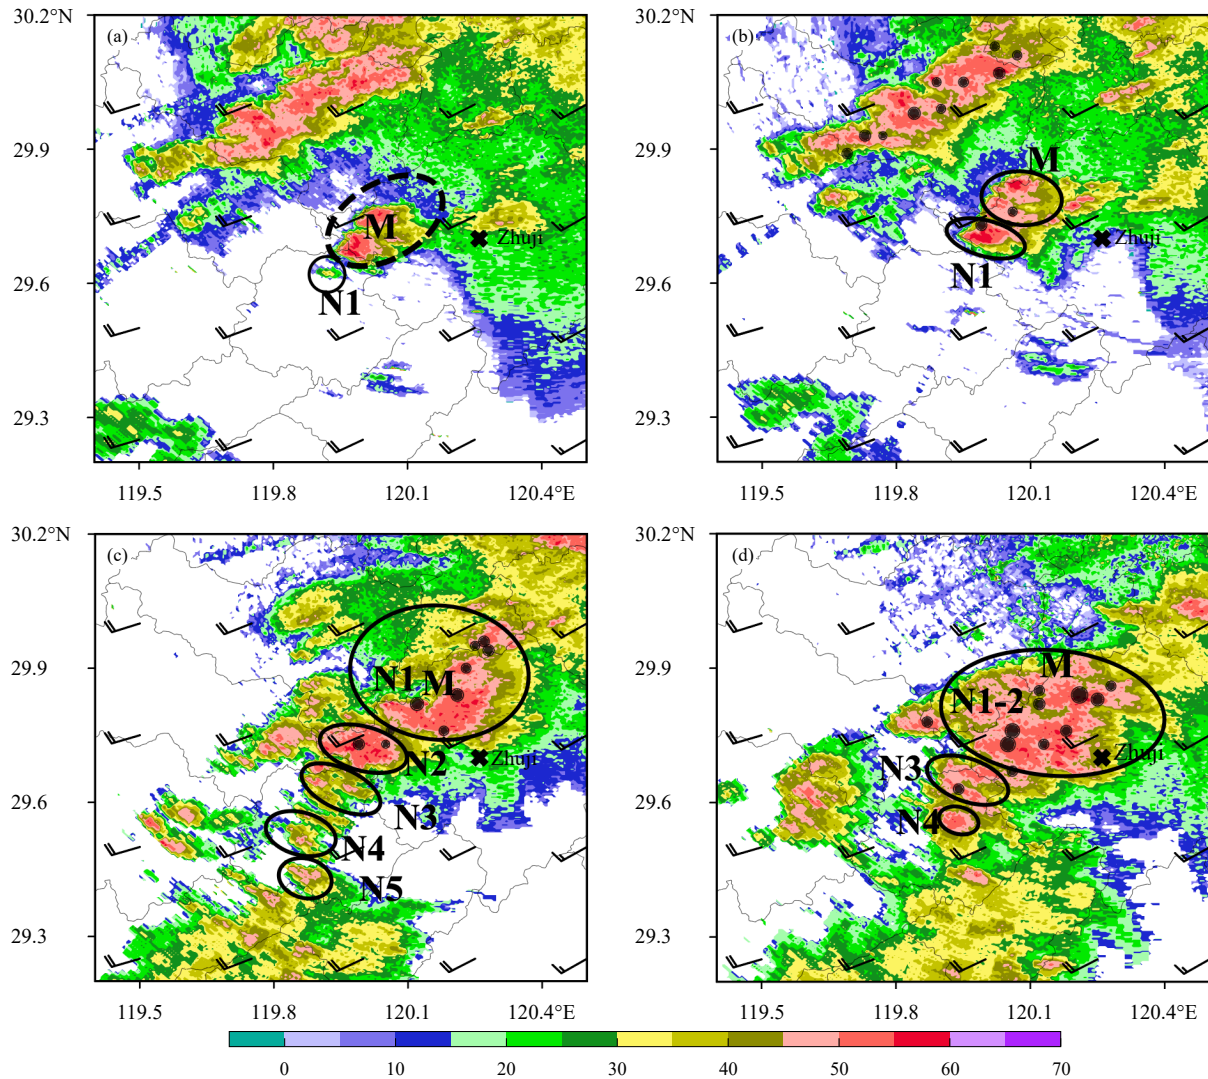 30.2°N
(a)
M
Zhuji
N1
29.9
29.6
29.3
119.5
119.8
120.1
120.4°E
30.2°N
(b)
M
Zhuji
N1
29.9
29.6
29.3
119.5
119.8
120.1
120.4°E
30.2°N
(c)
N1 M
Zhuji
N2
N3
N4
N5
29.9
29.6
29.3
119.5
119.8
120.1
120.4°E
30.2°N
(d)
M
N1-2
Zhuji
N3
N4
29.9
29.6
29.3
119.5
119.8
120.1
120.4°E
0 10 20 30 40 50 60 70